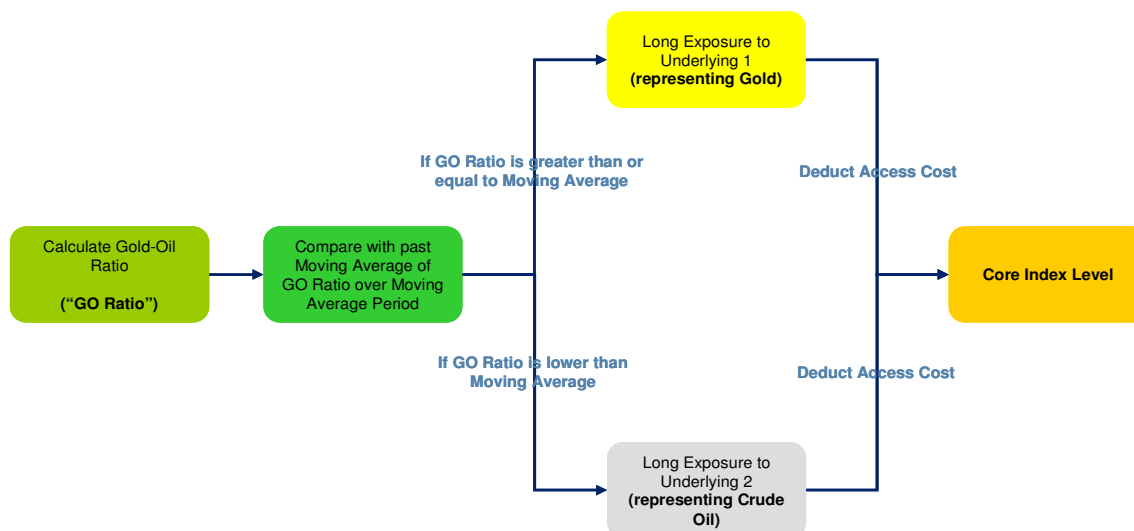 Long Exposure to
Underlying 1
(representing Gold)
If GO Ratio is greater than or
equal to Moving Average
Deduct Access Cost
Calculate Gold-Oil
Ratio
(“GO Ratio”)
Compare with past
Moving Average of
GO Ratio over Moving
Average Period
Core Index Level
If GO Ratio is lower than
Moving Average
Deduct Access Cost
Long Exposure to
Underlying 2
(representing Crude
Oil)